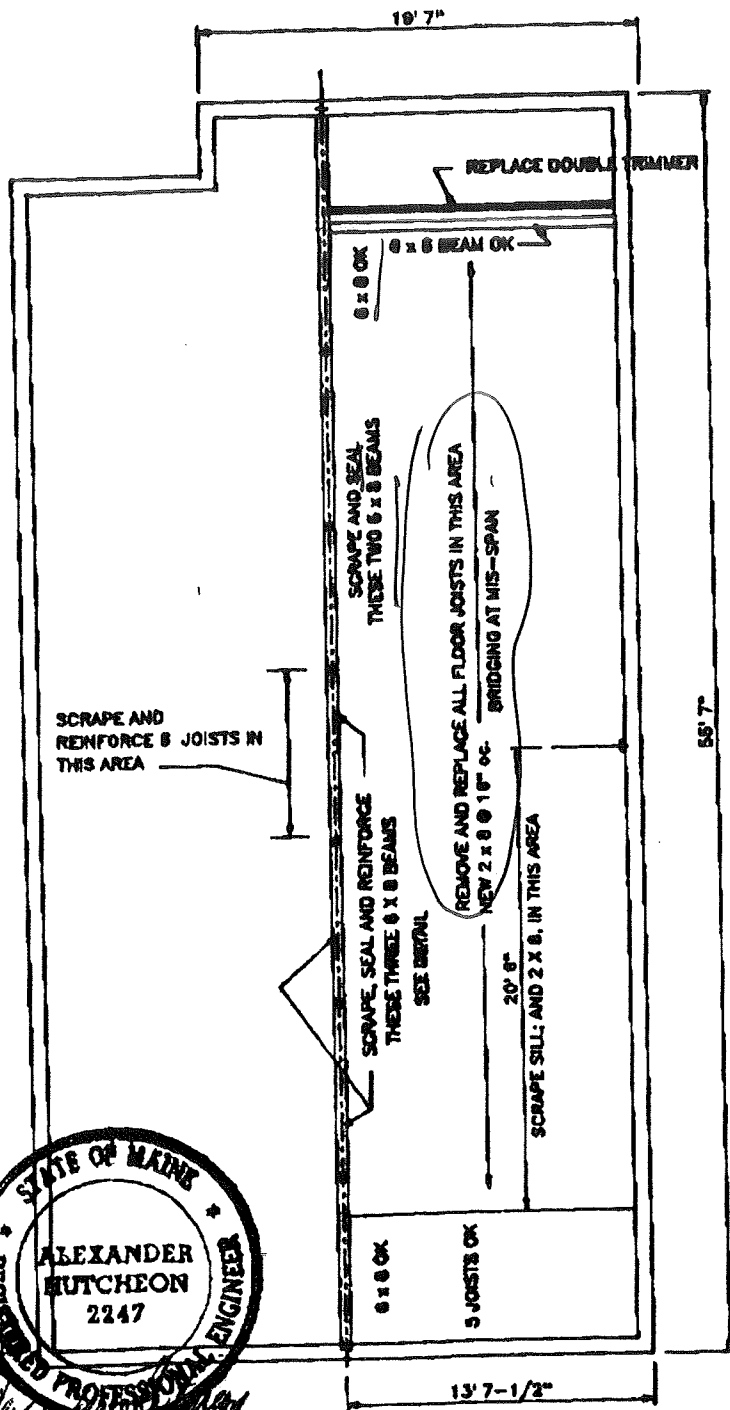 19' 7"
REPLACE DOUBLE TRIMMER
6 x 8 BEAM OK
6 x 8 OK
SCRAPE AND SEAL
THESE TWO 6 x 8 BEAMS
REMOVE AND REPLACE ALL FLOOR JOISTS IN THIS AREA
NEW 2 x 8 @ 16" oc. BRIDGING AT MIS-SPAN
SCRAPE AND
REINFORCE 8 JOISTS IN
THIS AREA
SCRAPE, SEAL AND REINFORCE
THESE THREE 6 X 8 BEAMS
SEE DETAIL
20' 6"
SCRAPE SILL; AND 2 X 8, IN THIS AREA
55' 7"
6 x 8 OK
5 JOISTS OK
13' 7-1/2"
STATE OF MAINE
ALEXANDER
HUTCHEON
2247
PROFESSIONAL ENGINEER